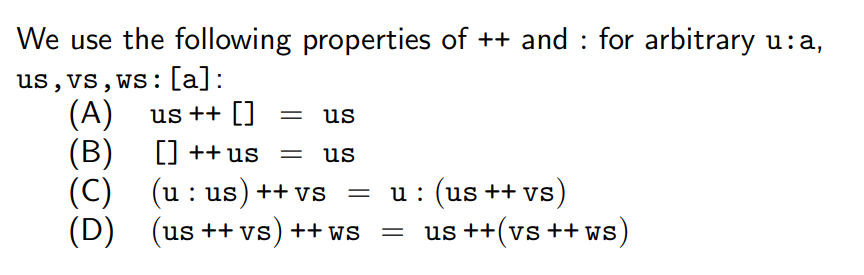 We use the following properties of ++ and : for arbitrary u:a,
us,vs,ws:[a]:
(A) us ++ [] = us
(B) [] ++ us = us
(C) (u : us) ++ vs = u : (us ++ vs)
(D) (us ++ vs) ++ ws = us ++(vs ++ ws)